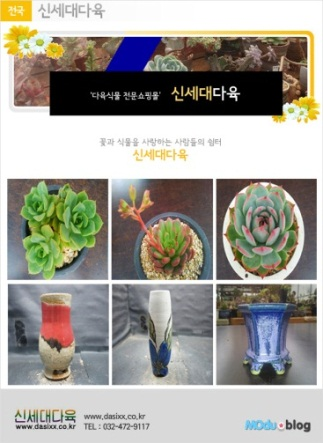 전국 신세대다육
'다육식물 전문쇼핑몰' 신세대다육
꽃과 식물을 사랑하는 사람들의 쉼터
신세대다육
신세대다육 www.dasixx.co.kr
www.dasixx.co.kr TEL : 032-472-9117
MODu blog